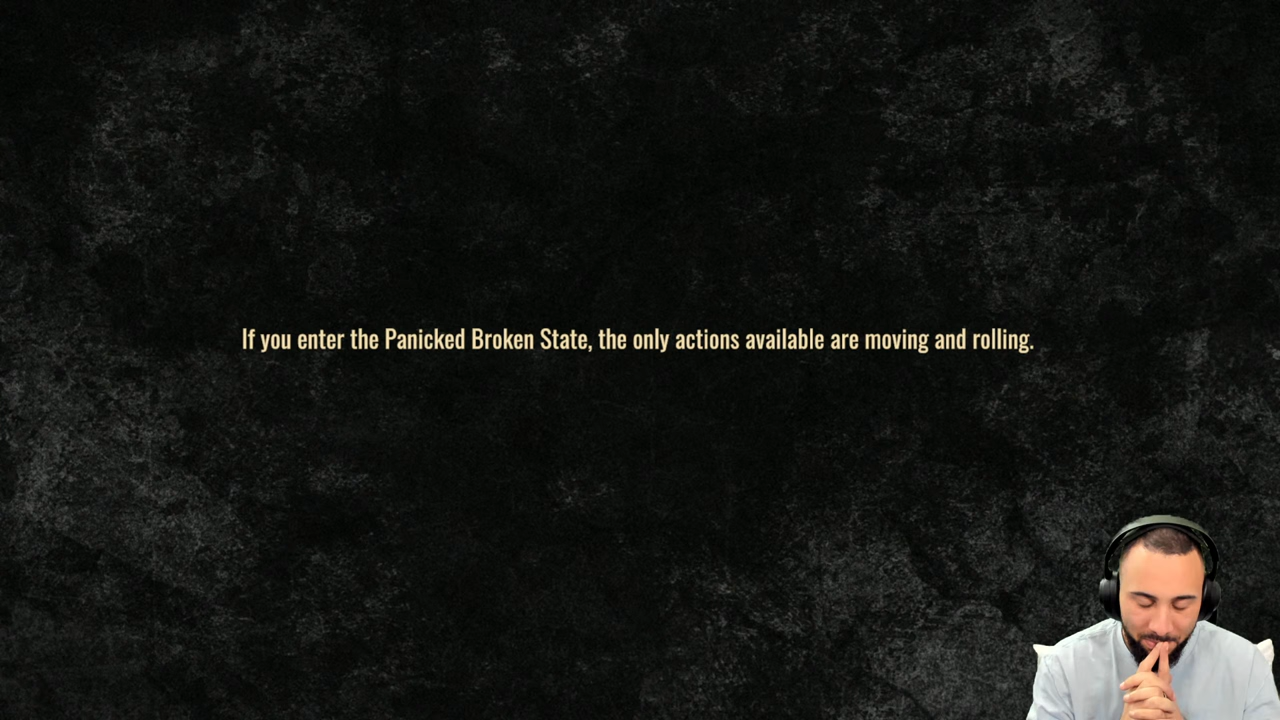 If you enter the Panicked Broken State, the only actions available are moving and rolling.